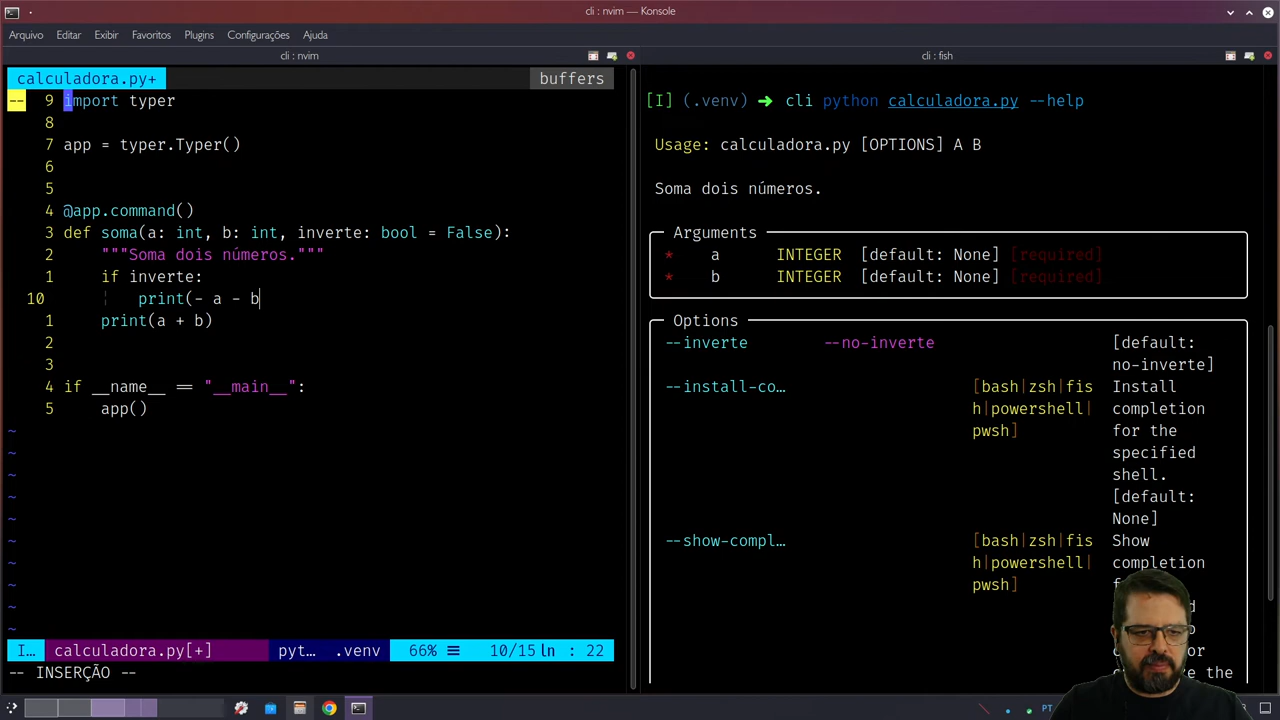 cli : nvim — Konsole
Arquivo Editar Exibir Favoritos Plugins Configurações Ajuda
cli : nvim
calculadora.py+ buffers
-- 9 import typer
8
7 app = typer.Typer()
6
5
4 @app.command()
3 def soma(a: int, b: int, inverte: bool = False):
2 """Soma dois números."""
1 if inverte:
10 print(- a - b
1 print(a + b)
2
3
4 if __name__ == "__main__":
5 app()
~
~
~
~
~
~
~
~
~
~
I… calculadora.py[+] pyt… .venv 66% ≡ 10/15㏑ : 22
-- INSERÇÃO --
cli : fish
[I] (.venv) ➜ cli python calculadora.py --help
Usage: calculadora.py [OPTIONS] A B
Soma dois números.
Arguments
* a INTEGER [default: None] [required]
* b INTEGER [default: None] [required]
Options
--inverte --no-inverte [default:
no-inverte]
--install-co… [bash|zsh|fis Install
h|powershell| completion
pwsh] for the
specified
shell.
[default:
None]
--show-compl… [bash|zsh|fis Show
h|powershell| completion
pwsh]
the
PT